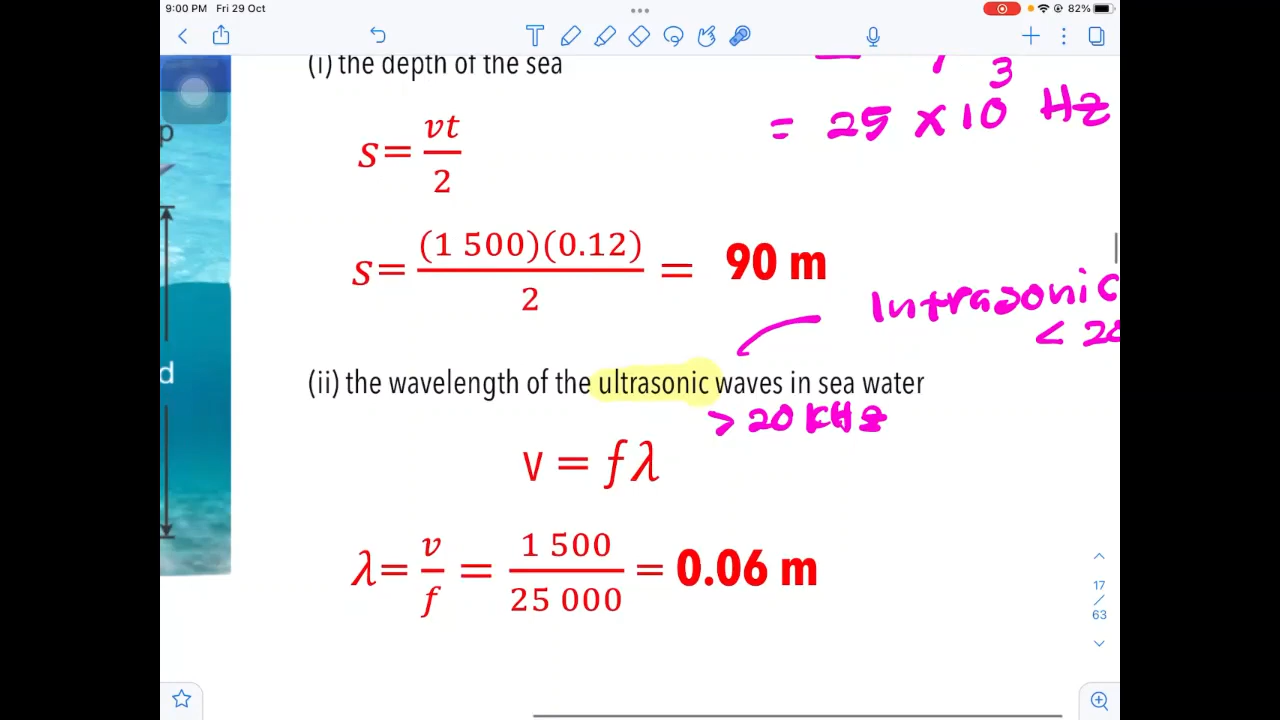 9:00 PM Fri 29 Oct
82%
(i) the depth of the sea
3
= 25 × 10 Hz
s = vt / 2
s = (1 500)(0.12) / 2 = 90 m
Intrasonic
< 20
(ii) the wavelength of the ultrasonic waves in sea water
> 20 kHz
v = fλ
λ = v / f = 1 500 / 25 000 = 0.06 m
p
d
17
/
63